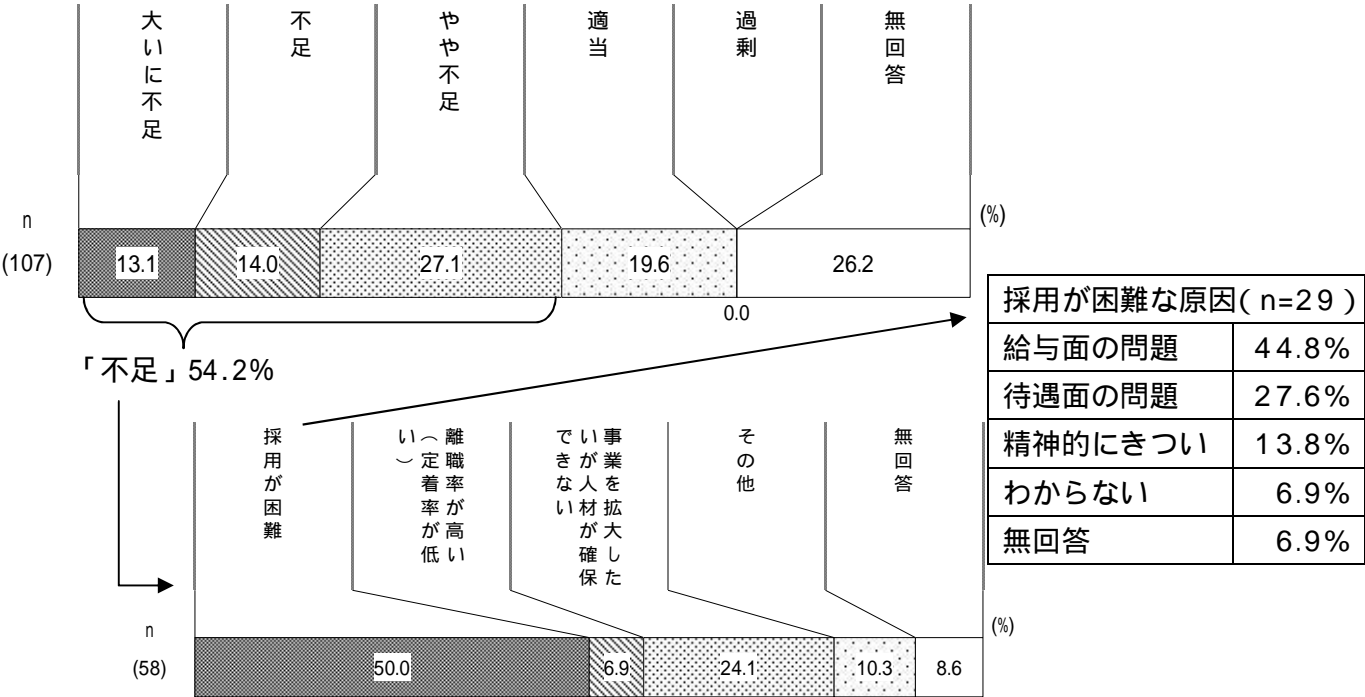 大いに不足
不足
やや不足
適当
過剰
無回答
n
(%)
(107)
13.1
14.0
27.1
19.6
26.2
0.0
「不足」54.2%
採用が困難な原因(n=29)
給与面の問題 44.8%
待遇面の問題 27.6%
精神的にきつい 13.8%
わからない 6.9%
無回答 6.9%
採用が困難
離職率が高い
(定着率が低
い)
事業を拡大した
いが人材が確保
できない
その他
無回答
n
(%)
(58)
50.0
6.9
24.1
10.3
8.6